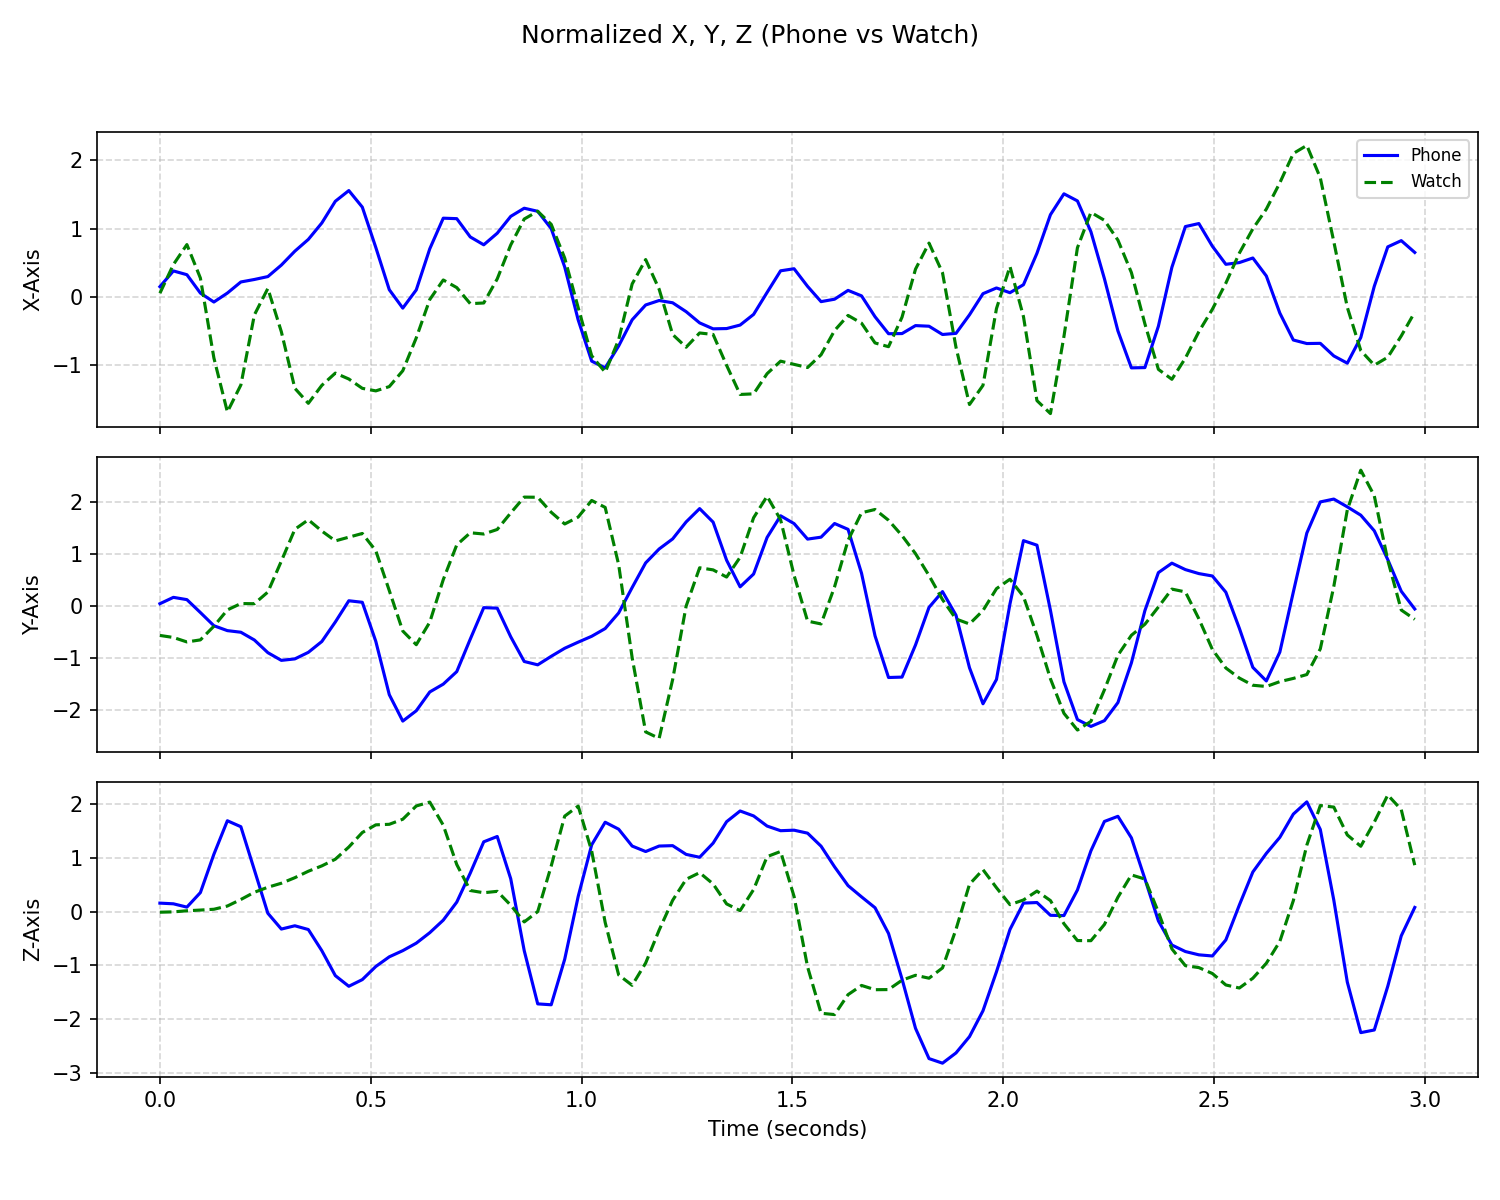 Normalized X, Y, Z (Phone vs Watch)
X-Axis
2
1
0
−1
Phone
Watch
Y-Axis
2
1
0
−1
−2
Z-Axis
2
1
0
−1
−2
−3
0.0 0.5 1.0 1.5 2.0 2.5 3.0
Time (seconds)